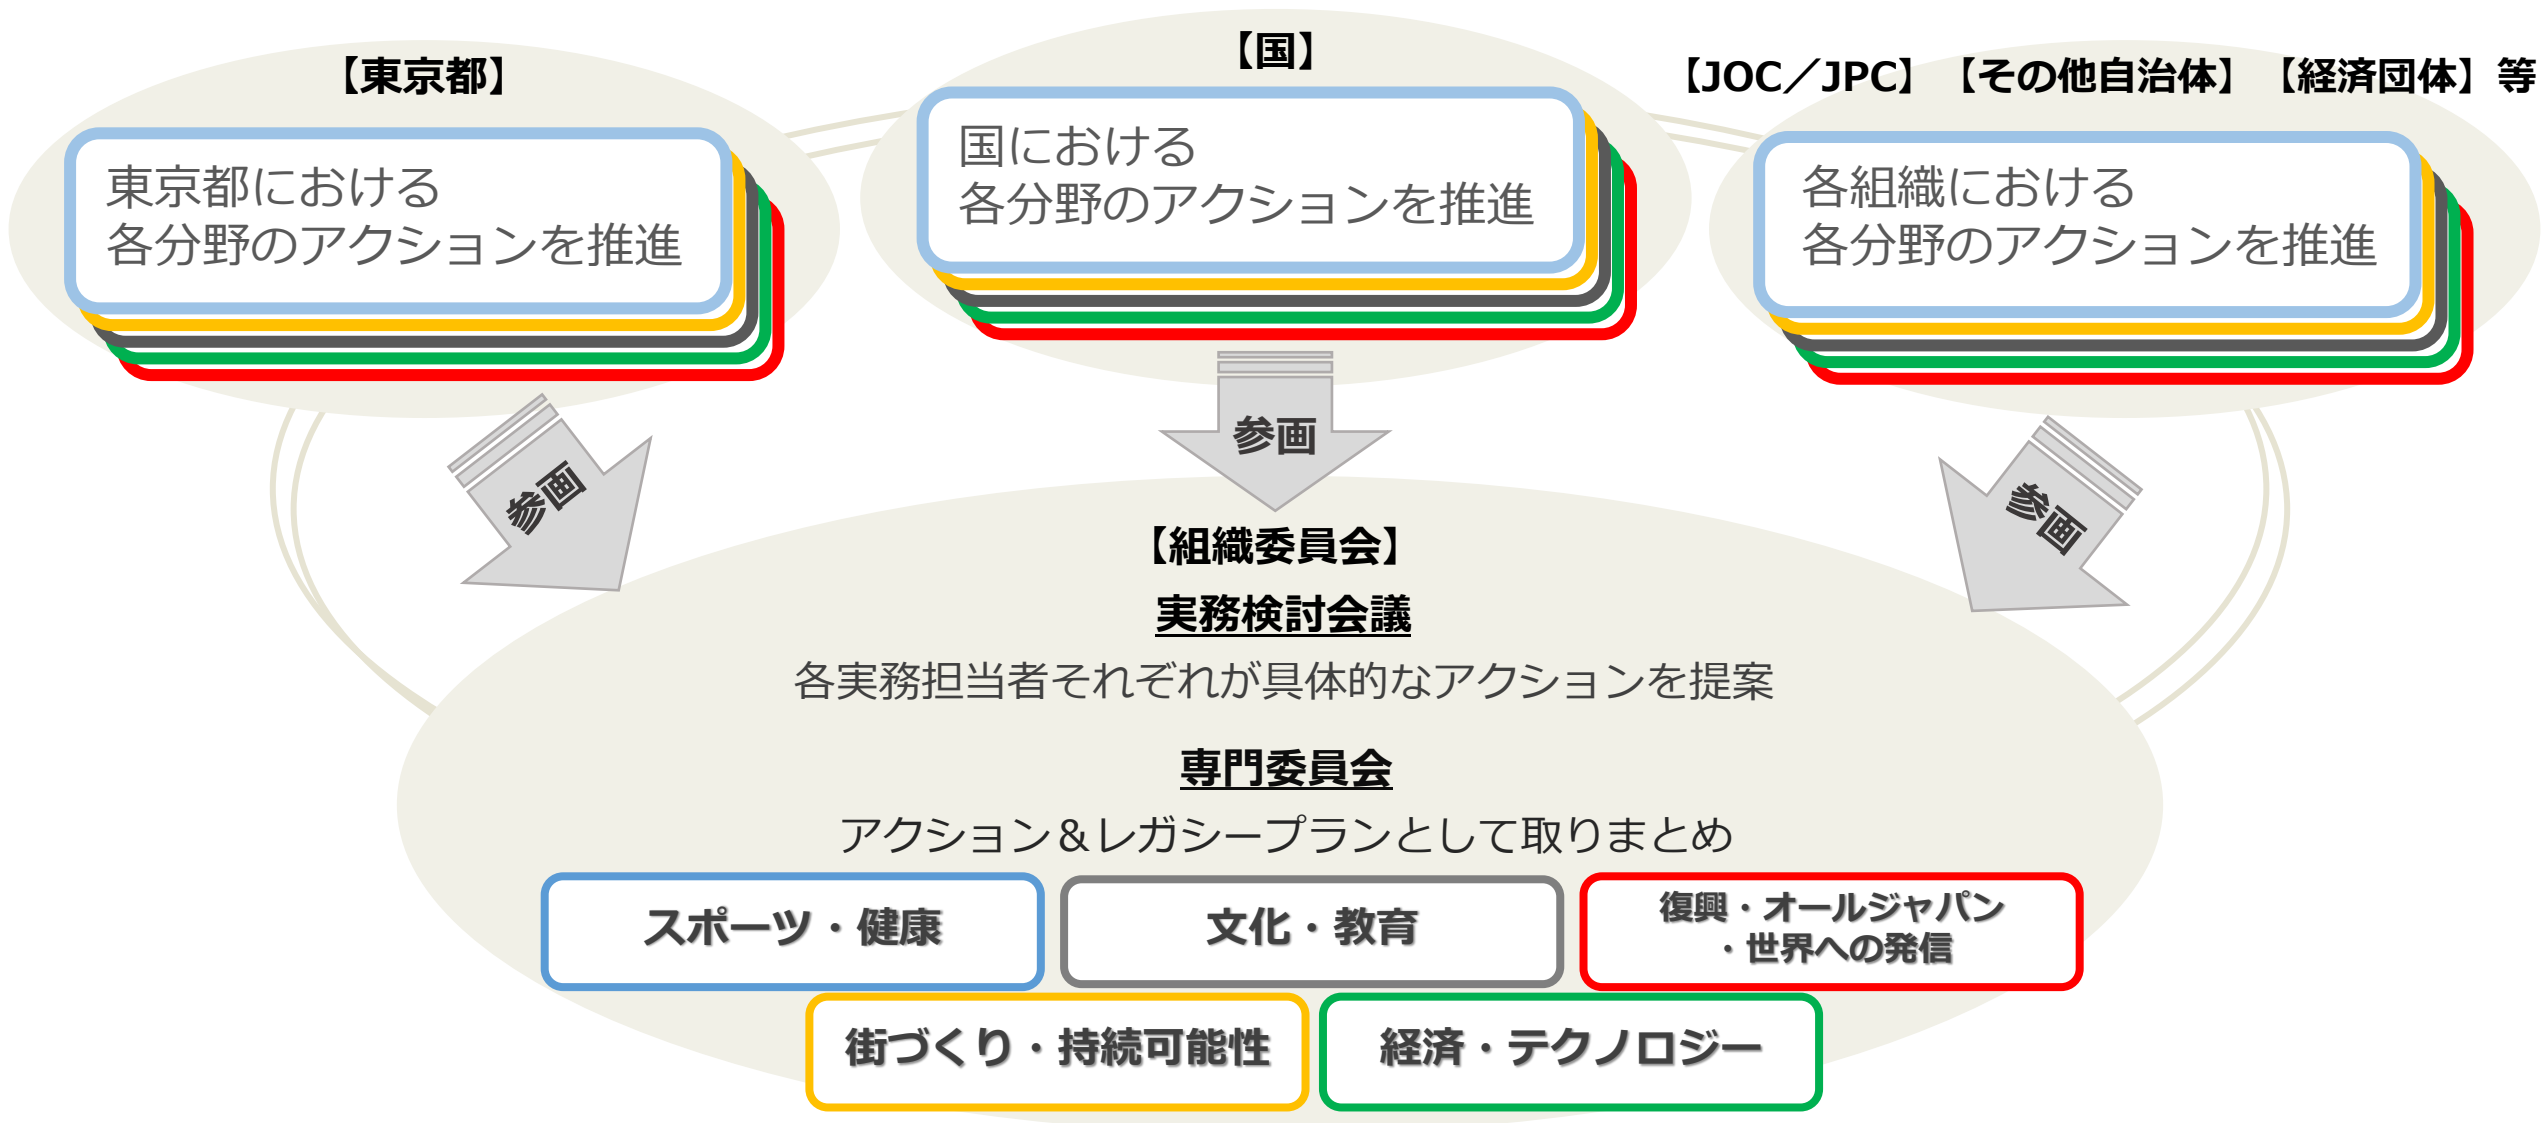 【東京都】
東京都における
各分野のアクションを推進
【国】
国における
各分野のアクションを推進
【JOC／JPC】【その他自治体】【経済団体】等
各組織における
各分野のアクションを推進
参画
参画
参画
【組織委員会】
実務検討会議
各実務担当者それぞれが具体的なアクションを提案
専門委員会
アクション＆レガシープランとして取りまとめ
スポーツ・健康
文化・教育
復興・オールジャパン
・世界への発信
街づくり・持続可能性
経済・テクノロジー